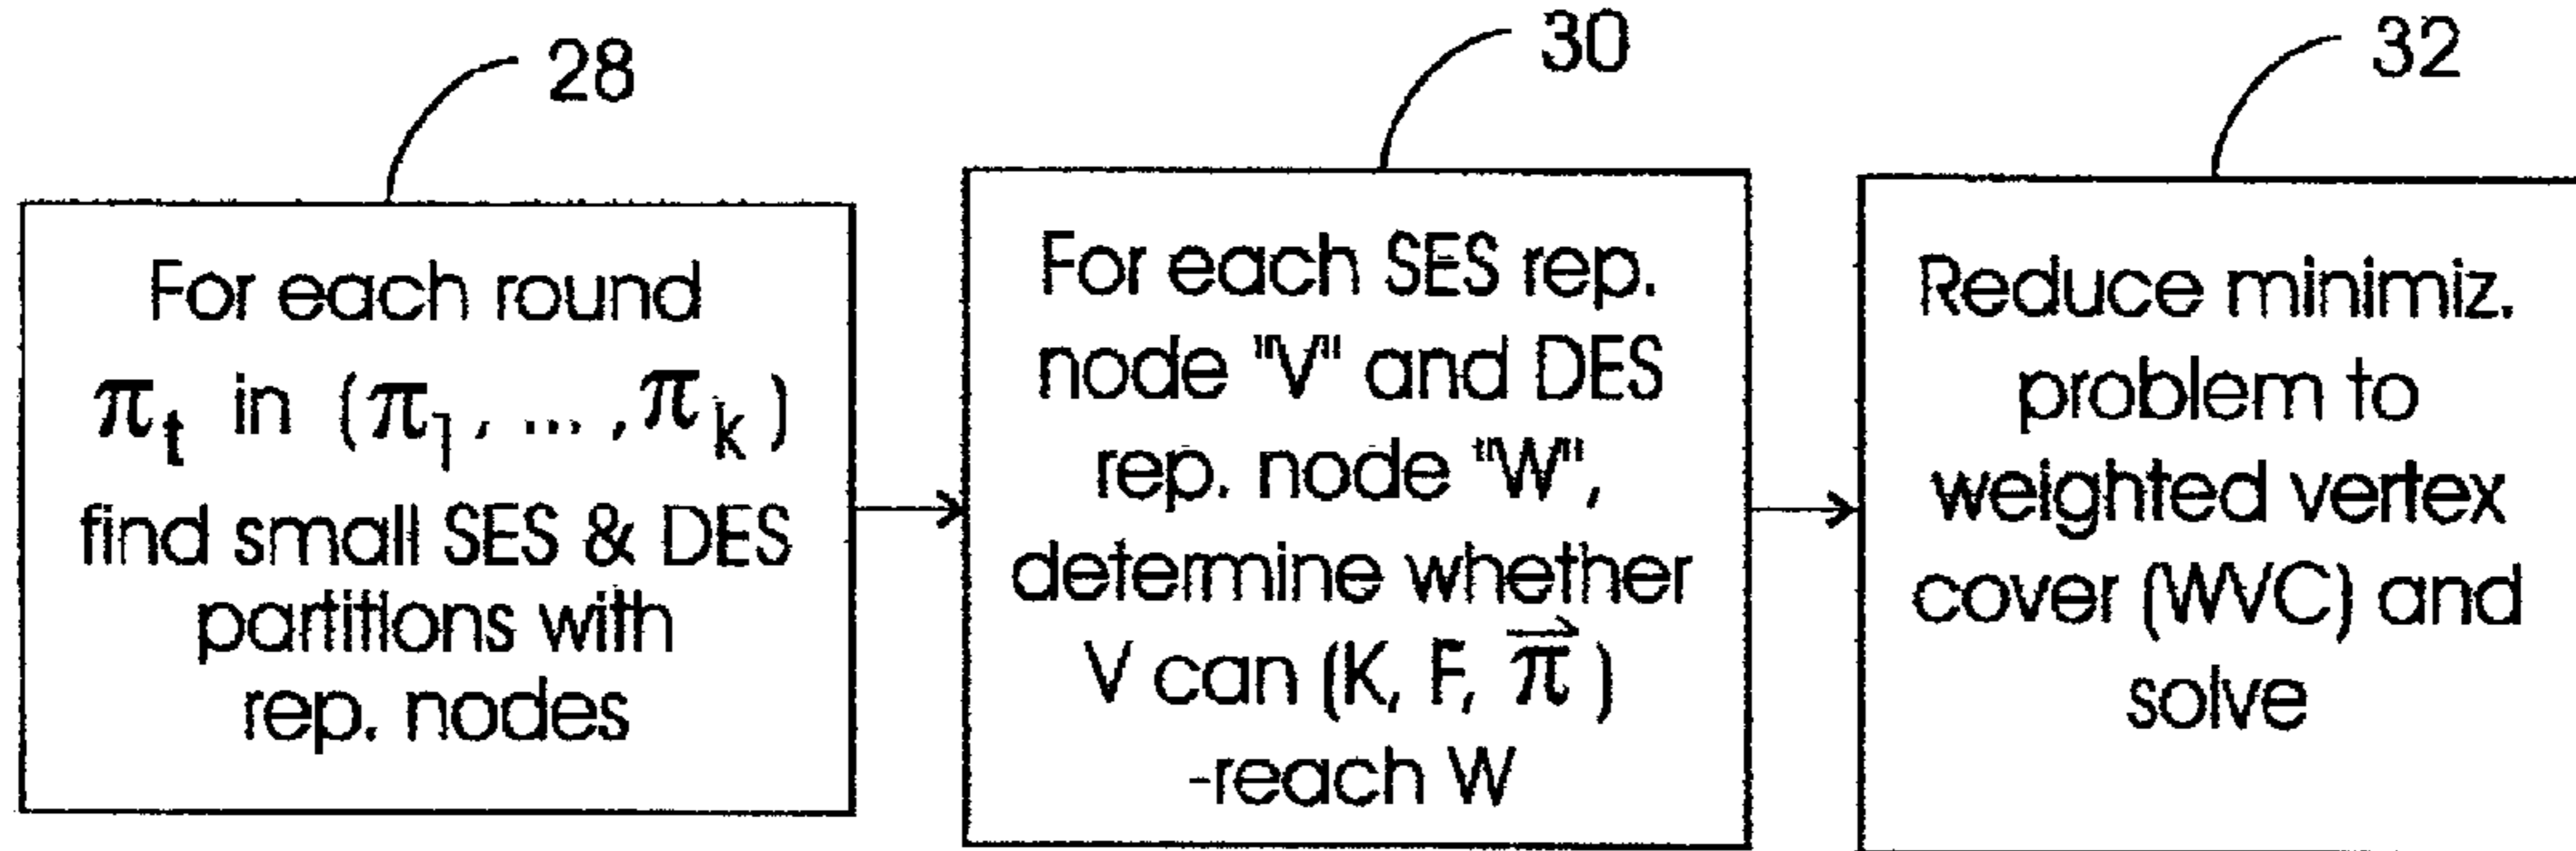 28
For each round
π_t in (π_1, ... ,π_k)
find small SES & DES
partitions with
rep. nodes
30
For each SES rep.
node "V" and DES
rep. node "W",
determine whether
V can (K, F, π⃗ )
-reach W
32
Reduce minimiz.
problem to
weighted vertex
cover (WVC) and
solve